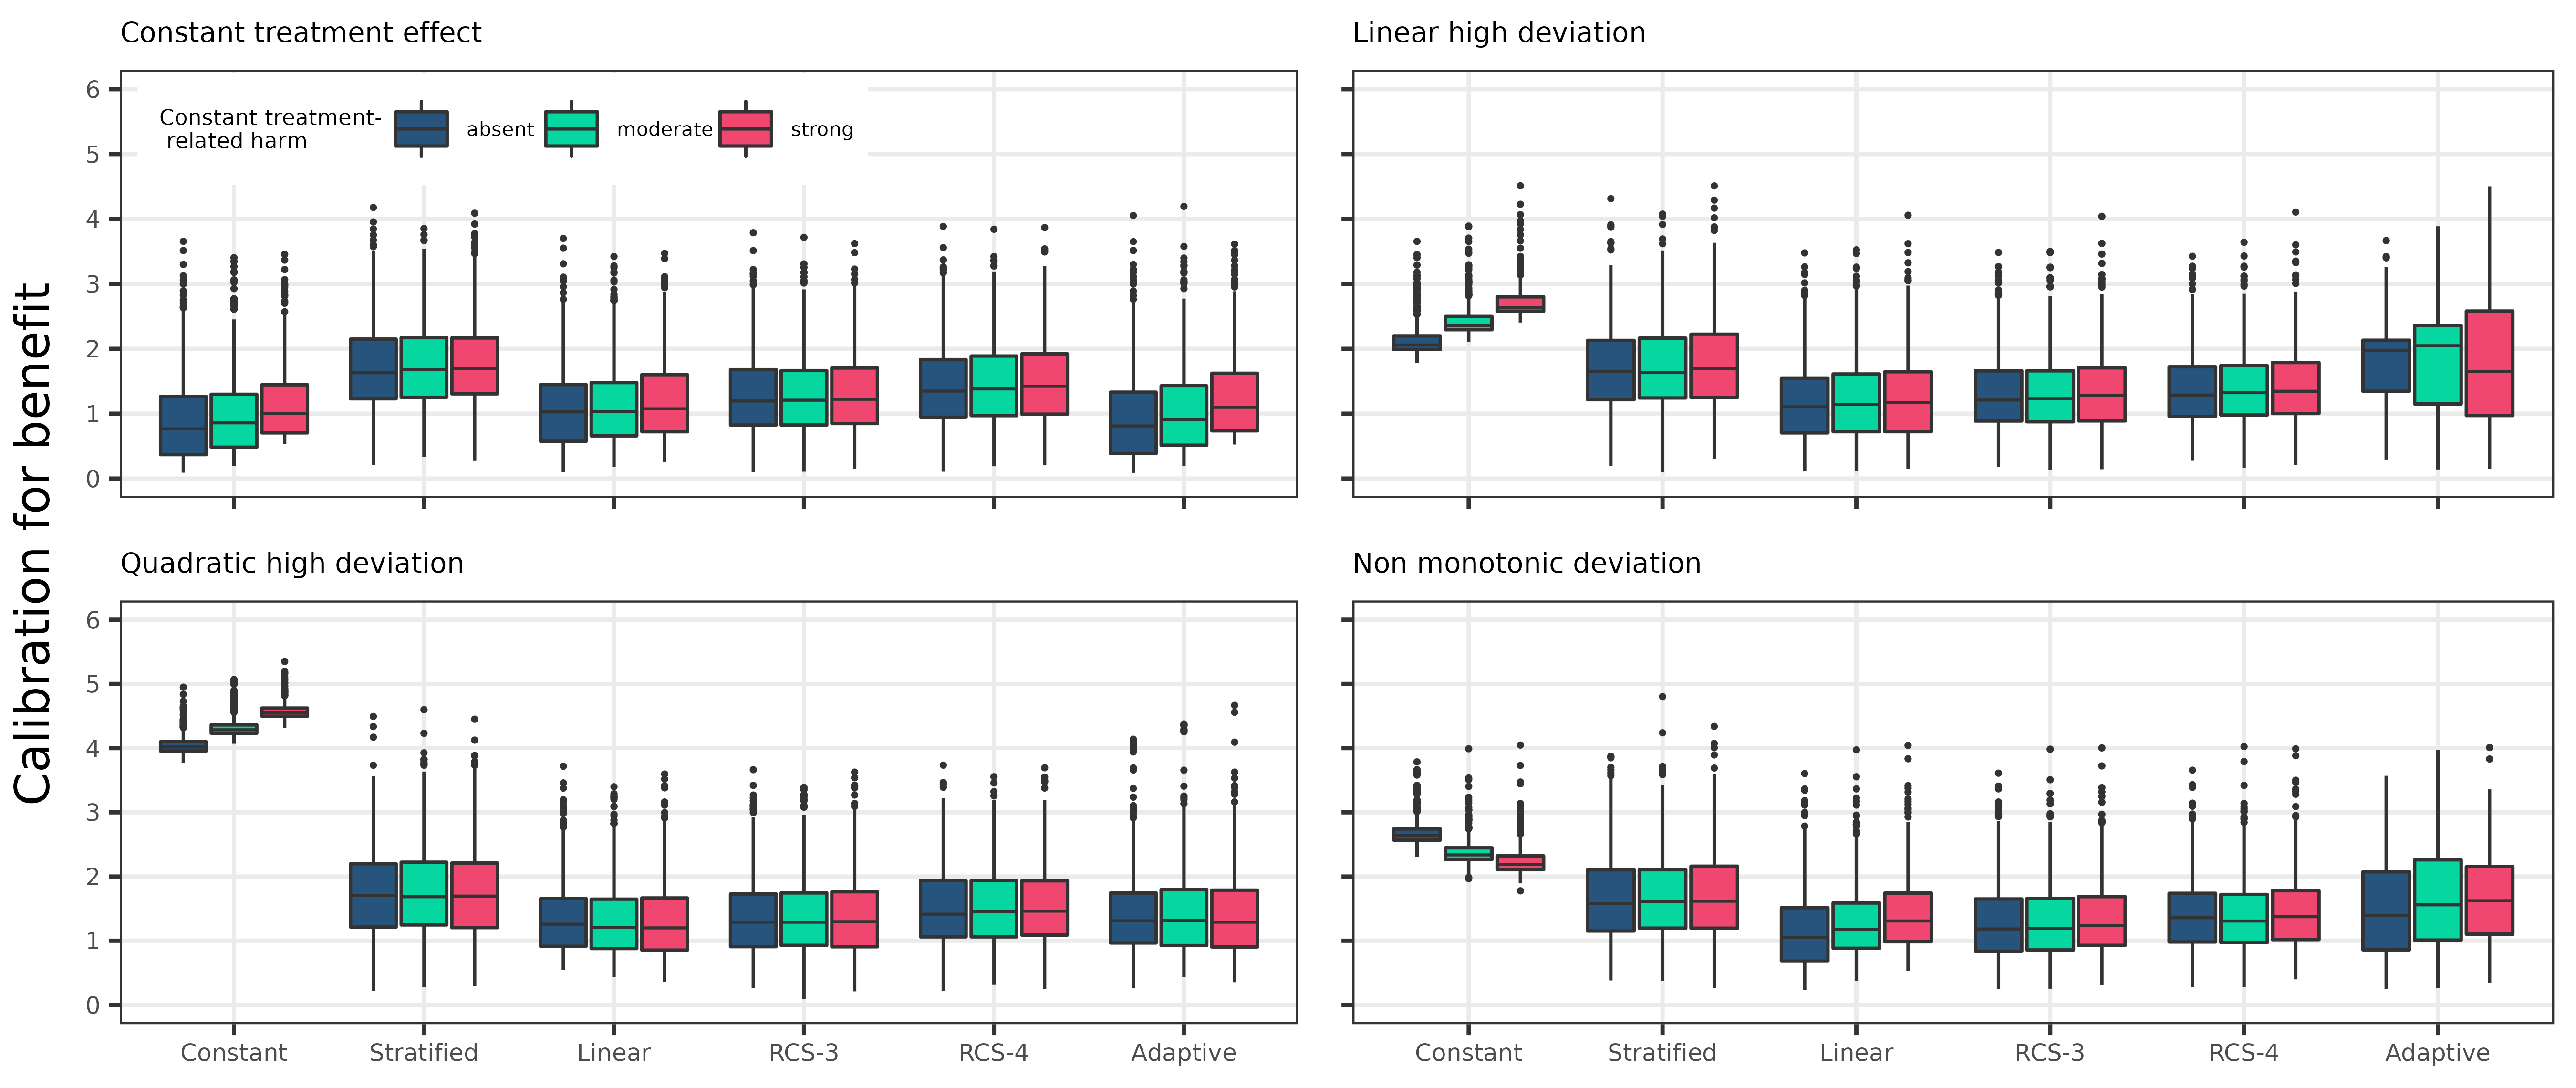 Constant treatment effect
Linear high deviation
6
5
4
3
2
1
0
Constant treatment-
related harm
absent
moderate
strong
Calibration for benefit
Quadratic high deviation
Non monotonic deviation
6
5
4
3
2
1
0
Constant
Stratified
Linear
RCS-3
RCS-4
Adaptive
Constant
Stratified
Linear
RCS-3
RCS-4
Adaptive